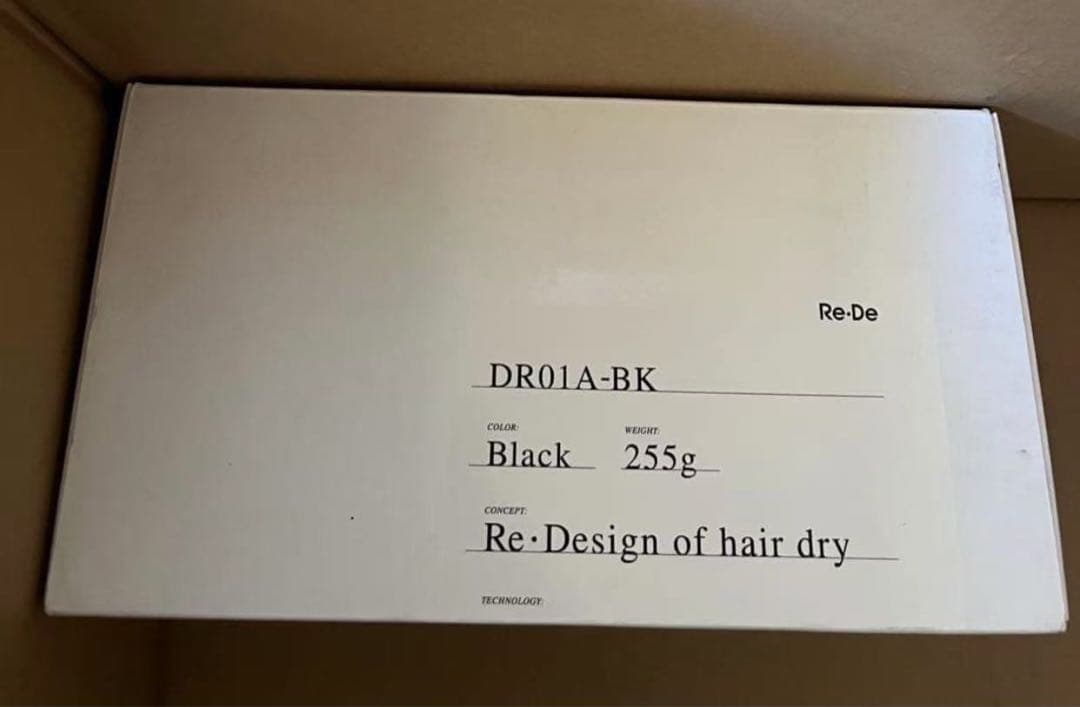 Re·De
DR01A-BK
COLOR:
Black
WEIGHT:
255g
CONCEPT:
Re·Design of hair dry
TECHNOLOGY: